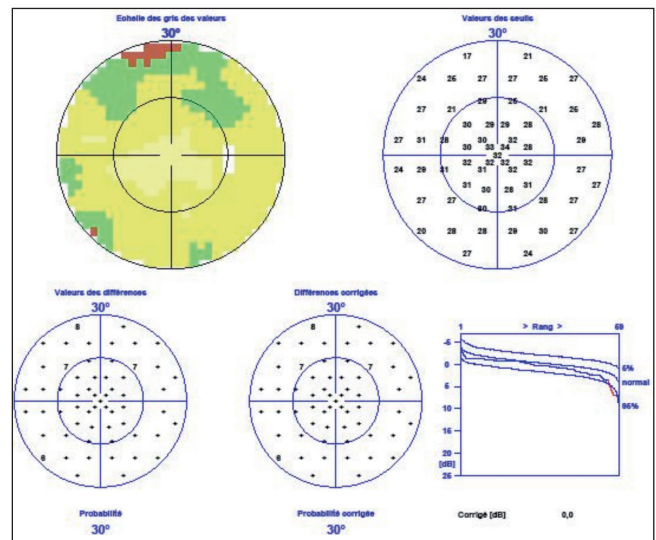 Echelle des gris des valeurs
30°
Valeurs des seuils
30°
17 21
24 26 27 27 26 27
29 26
27 21 21 25
30 29 29 28 28
27 31 28 30 32 29
30 33 34 28
32
32 32 32 32
24 29 31 31 32 27
31 30 28 31 27
27 27 28 27
31
20 28 28 29 30 27
27 24
Valeurs des différences
30°
8
7 7
6
Différences corrigées
30°
8
7 7
6
1 > Rang > 59
-5
0
5
10
15
20
[dB]
25
5%
normal
95%
Probabilité
30°
Probabilité corrigée
30°
Corrigé [dB] 0,0